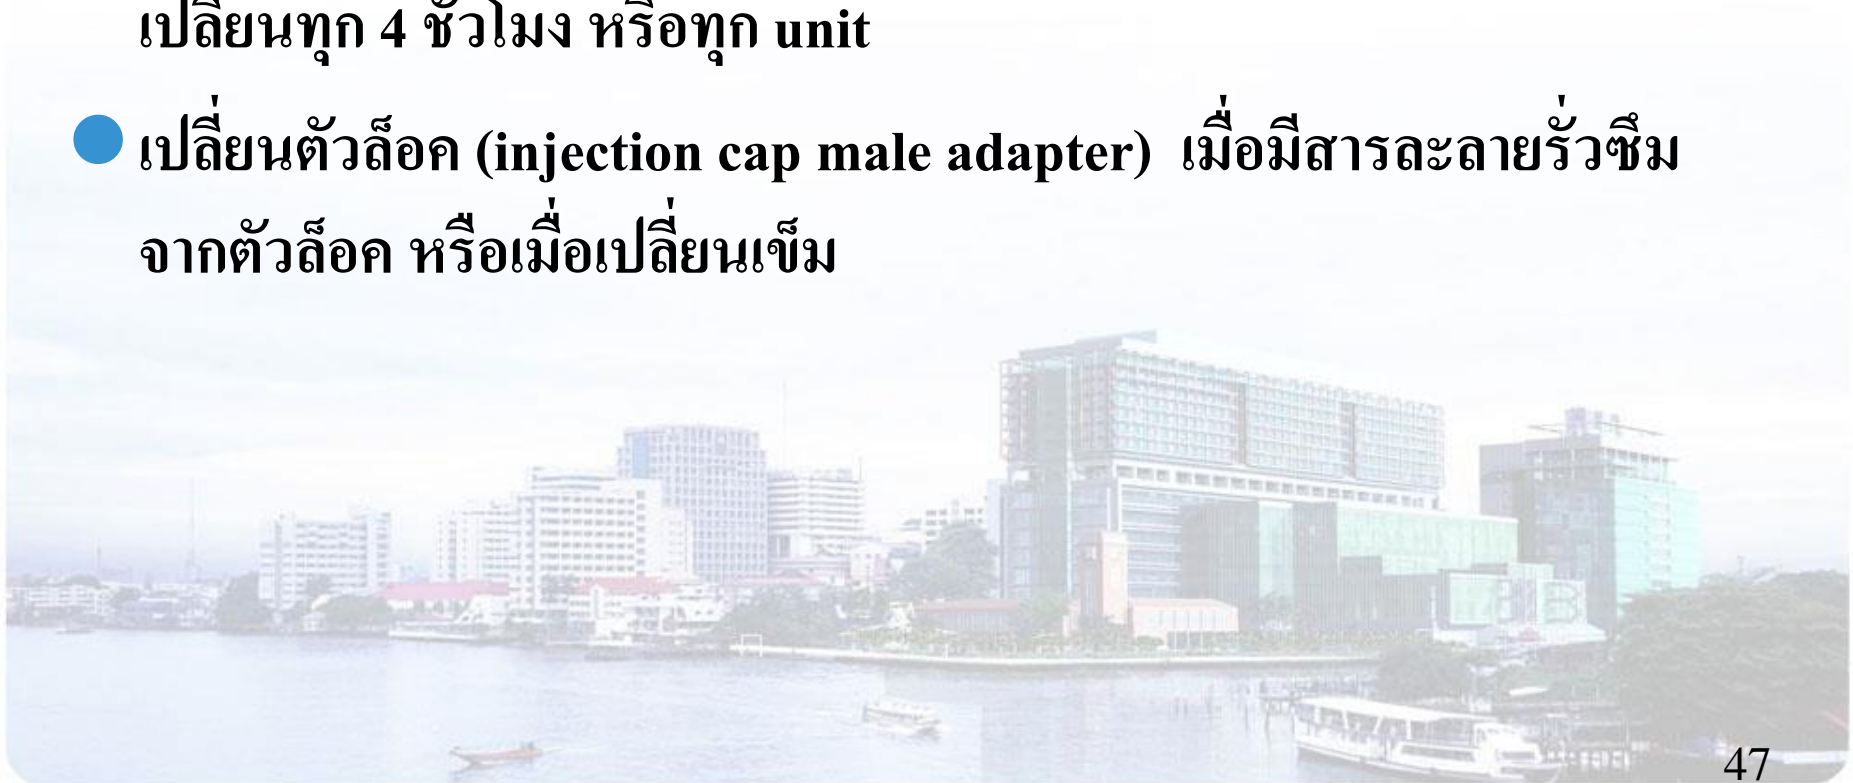 เปลี่ยนทุก 4 ชั่วโมง หรือทุก unit
เปลี่ยนตัวล็อค (injection cap male adapter) เมื่อมีสารละลายรั่วซึม
จากตัวล็อค หรือเมื่อเปลี่ยนเข็ม
47